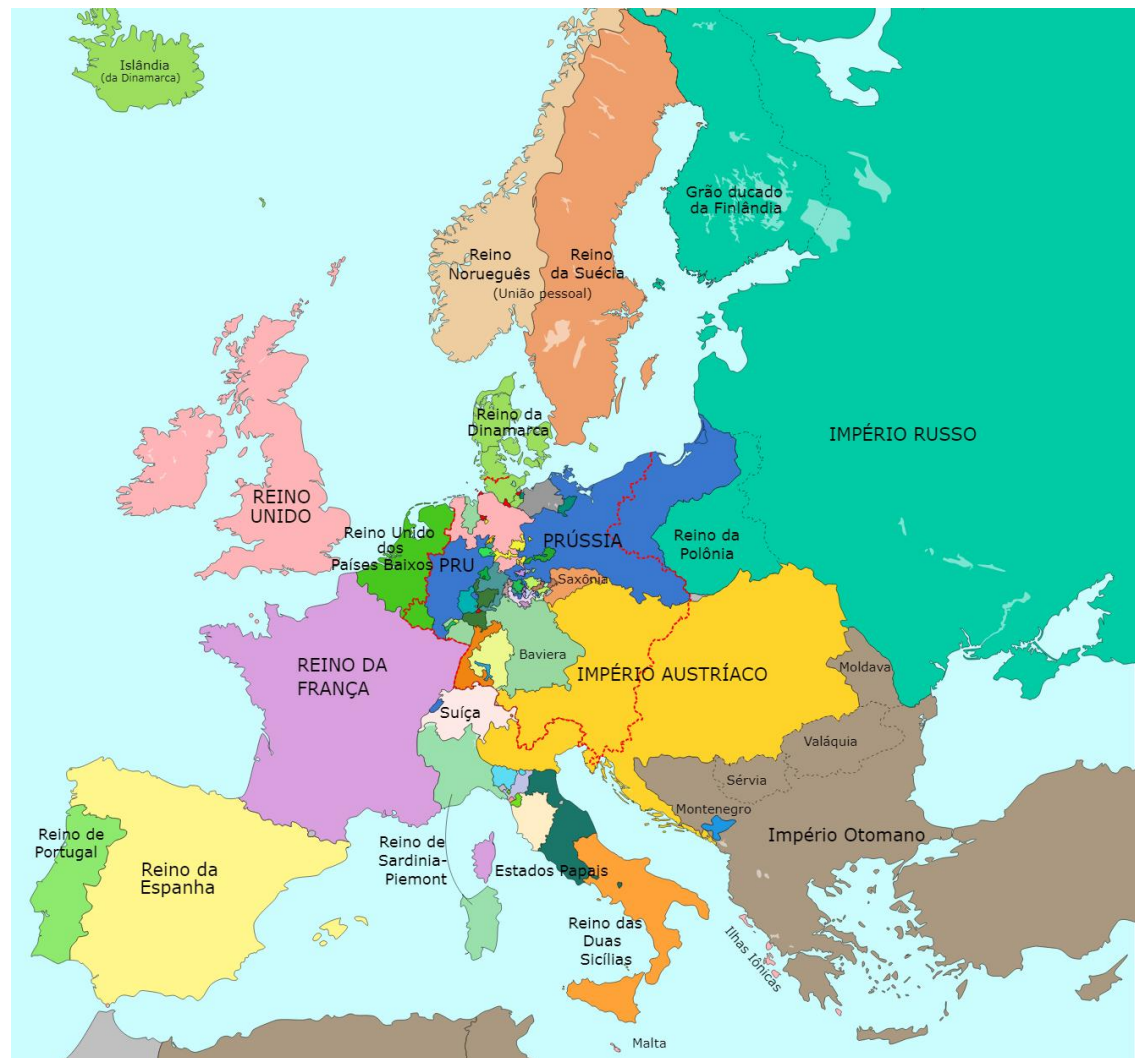 Islândia
(da Dinamarca)
Grão ducado
da Finlândia
Reino
Norueguês
Reino
da Suécia
(União pessoal)
Reino da
Dinamarca
IMPÉRIO RUSSO
REINO
UNIDO
Reino Unido
dos
Países Baixos
PRU
PRÚSSIA
Reino da
Polônia
Saxônia
Baviera
REINO DA
FRANÇA
IMPÉRIO AUSTRÍACO
Moldava
Suíça
Valáquia
Sérvia
Montenegro
Império Otomano
Reino de
Portugal
Reino da
Espanha
Reino de
Sardinia-
Piemont
Estados Papais
Reino das
Duas
Sicílias
Ilhas Iônicas
Malta